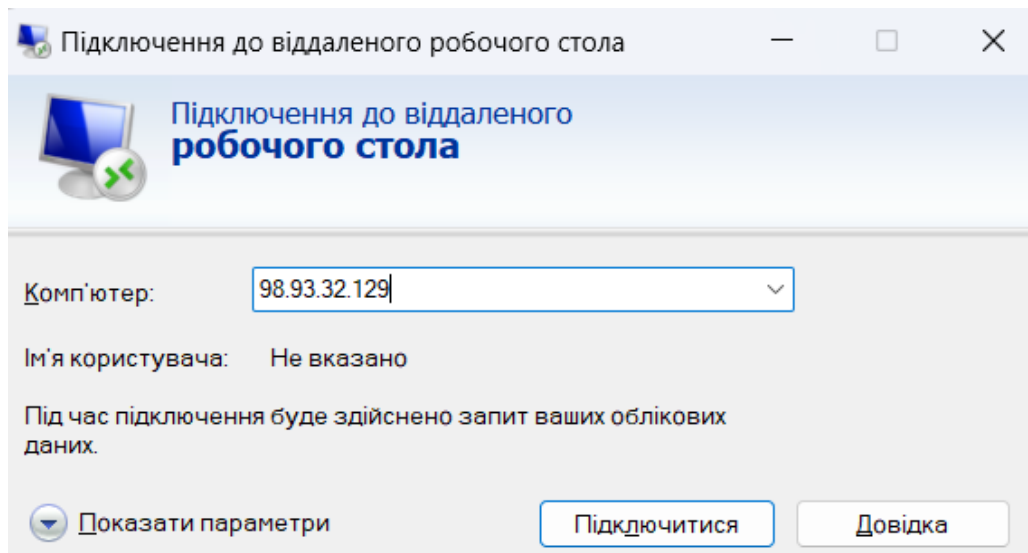 Підключення до віддаленого робочого стола
Підключення до віддаленого
робочого стола
Комп'ютер: 98.93.32.129
Ім'я користувача: Не вказано
Під час підключення буде здійснено запит ваших облікових
даних.
Показати параметри Підключитися Довідка